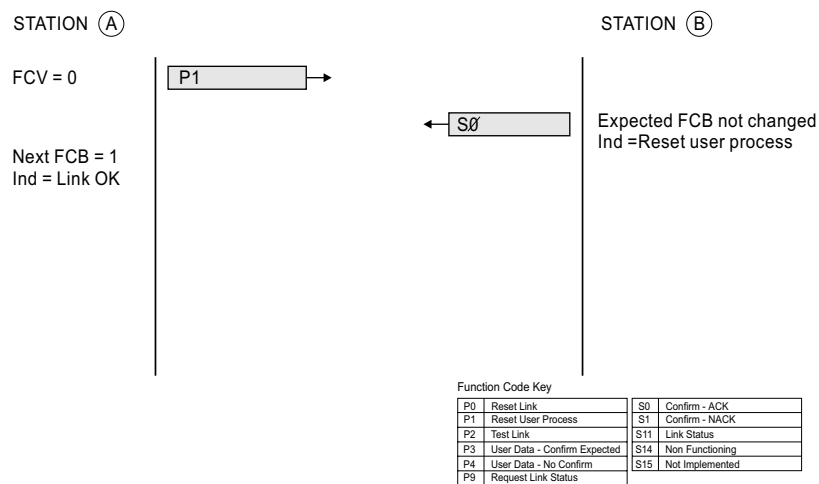 STATION A
STATION B
FCV = 0
P1
SØ
Expected FCB not changed
Ind =Reset user process
Next FCB = 1
Ind = Link OK
Function Code Key
P0 Reset Link S0 Confirm - ACK
P1 Reset User Process S1 Confirm - NACK
P2 Test Link S11 Link Status
P3 User Data - Confirm Expected S14 Non Functioning
P4 User Data - No Confirm S15 Not Implemented
P9 Request Link Status